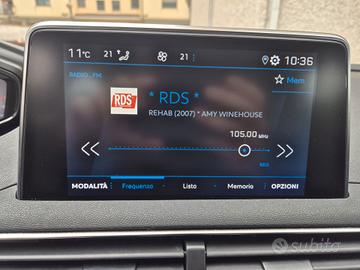 11°C 21 21 10:36
RADIO . FM
Mem
RDS
* RDS *
REHAB (2007) * AMY WINEHOUSE
105.00 MHz
MODALITÀ Frequenza Lista Memoria OPZIONI
subito